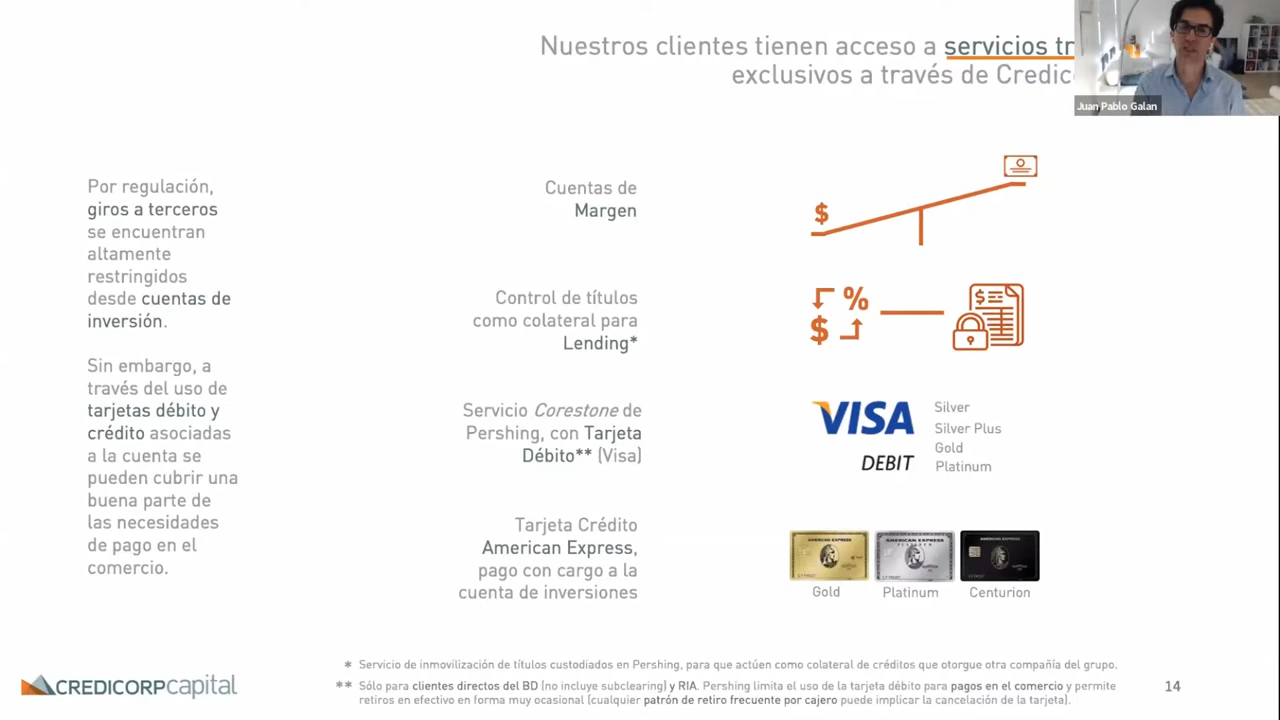 Nuestros clientes tienen acceso a servicios
exclusivos a través de
Juan Pablo Galan
Por regulación,
giros a terceros
se encuentran
altamente
restringidos
desde cuentas de
inversión.
Sin embargo, a
través del uso de
tarjetas débito y
crédito asociadas
a la cuenta se
pueden cubrir una
buena parte de
las necesidades
de pago en el
comercio.
Cuentas de
Margen
$
Control de títulos
como colateral para
Lending*
%
$
$
Servicio Corestone de
Pershing, con Tarjeta
Débito** (Visa)
VISA
DEBIT
Silver
Silver Plus
Gold
Platinum
Tarjeta Crédito
American Express,
pago con cargo a la
cuenta de inversiones
AMERICAN EXPRESS
AMERICAN EXPRESS
PLATINUM
AMERICAN EXPRESS
Gold
Platinum
Centurion
* Servicio de inmovilización de títulos custodiados en Pershing, para que actúen como colateral de créditos que otorgue otra compañía del grupo.
** Sólo para clientes directos del BD (no incluye subclearing) y RIA. Pershing limita el uso de la tarjeta débito para pagos en el comercio y permite
retiros en efectivo en forma muy ocasional (cualquier patrón de retiro frecuente por cajero puede implicar la cancelación de la tarjeta).
CREDICORPcapital
14